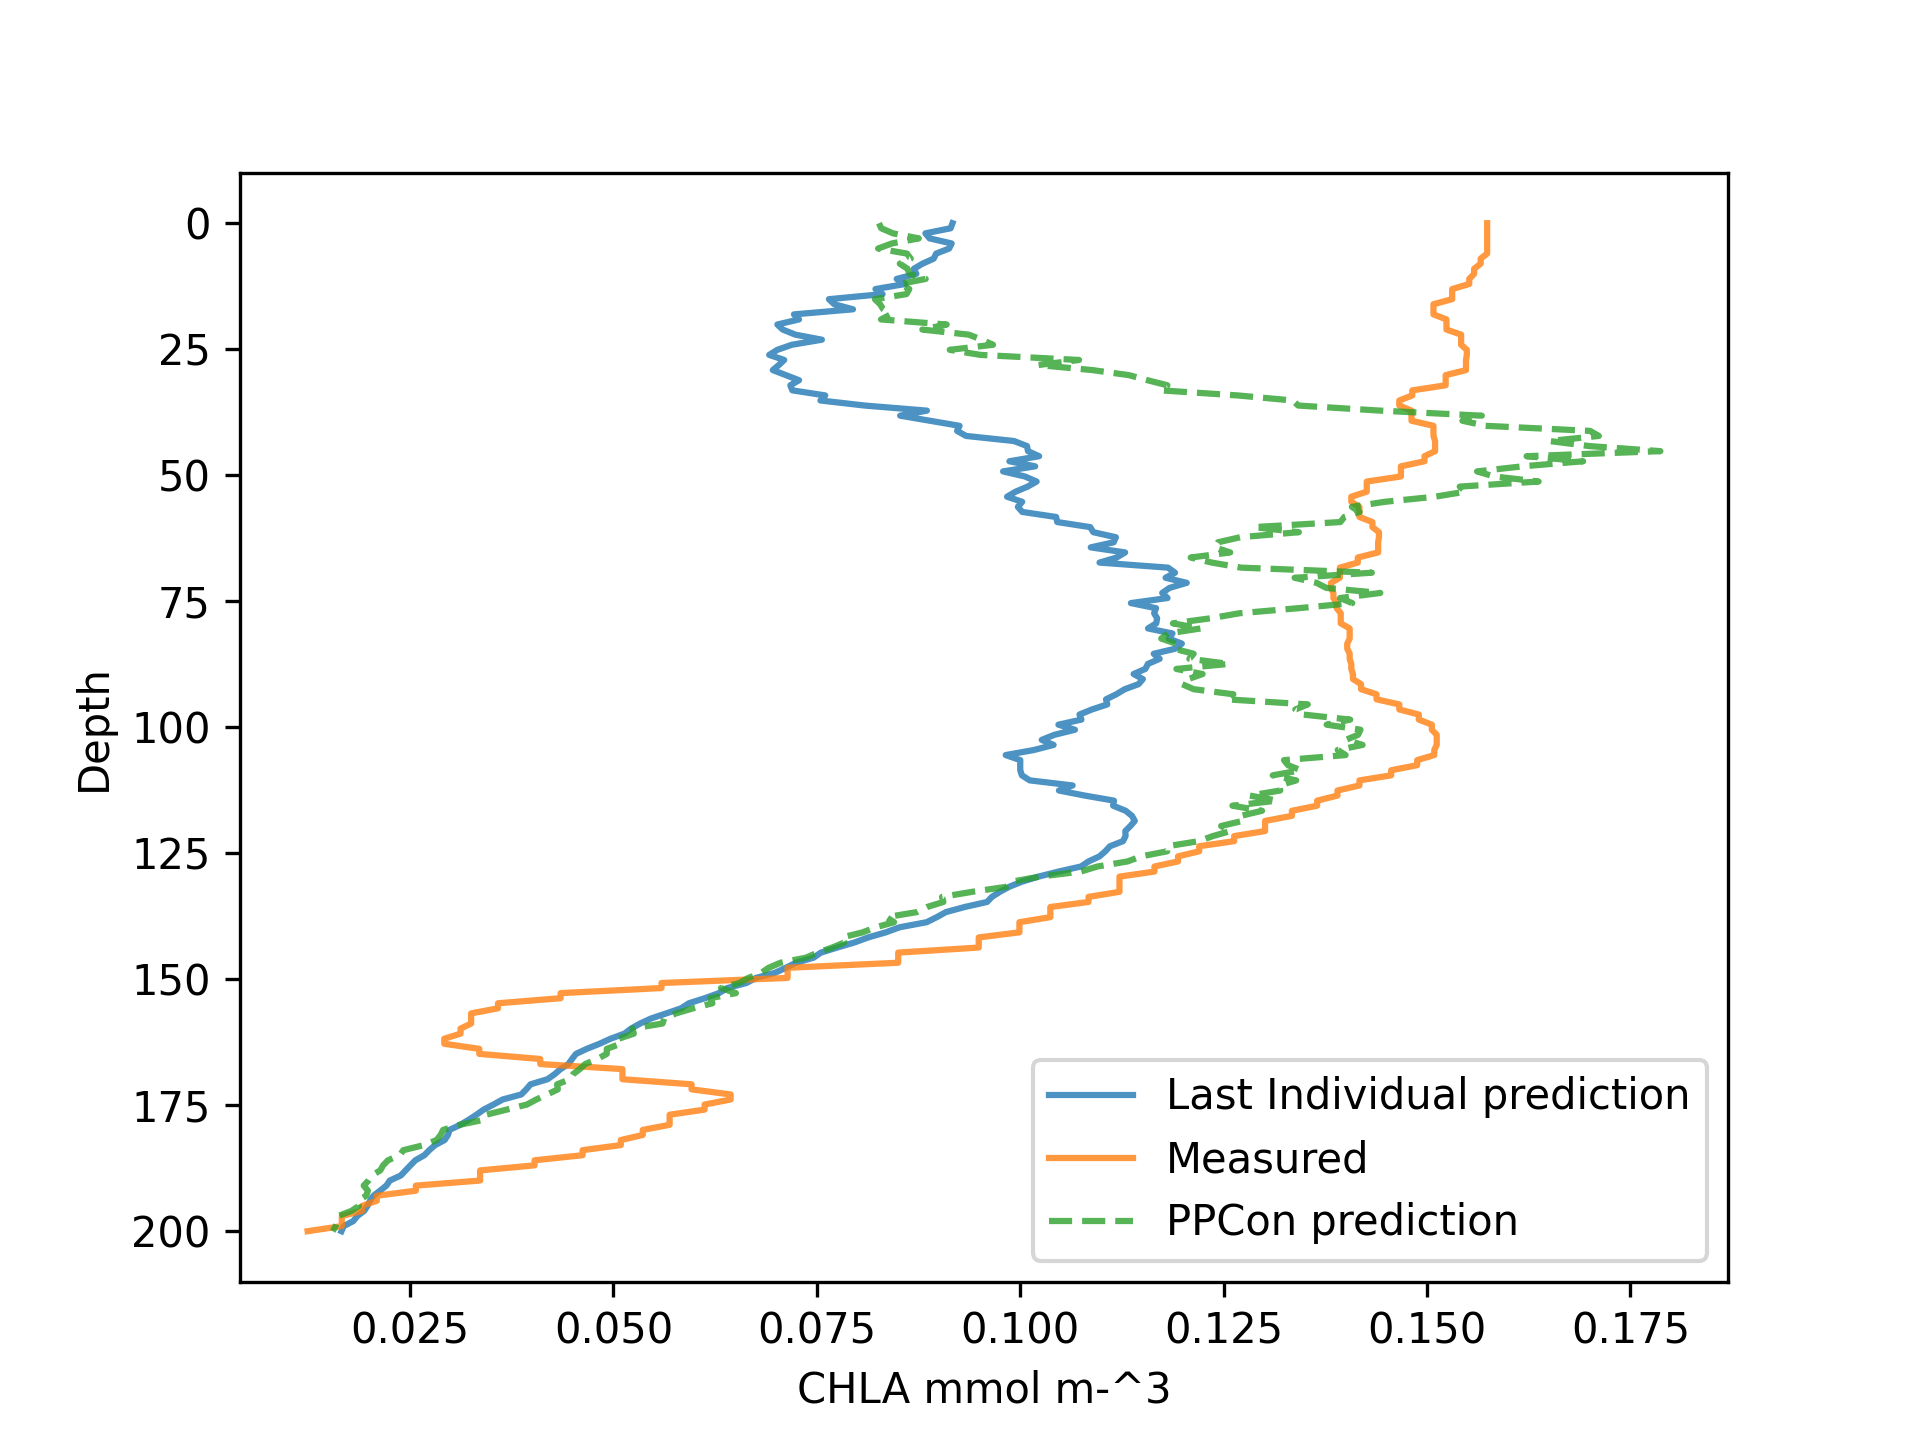 0
25
50
75
100
125
150
175
200
Depth
0.025 0.050 0.075 0.100 0.125 0.150 0.175
CHLA mmol m-^3
Last Individual prediction
Measured
PPCon prediction